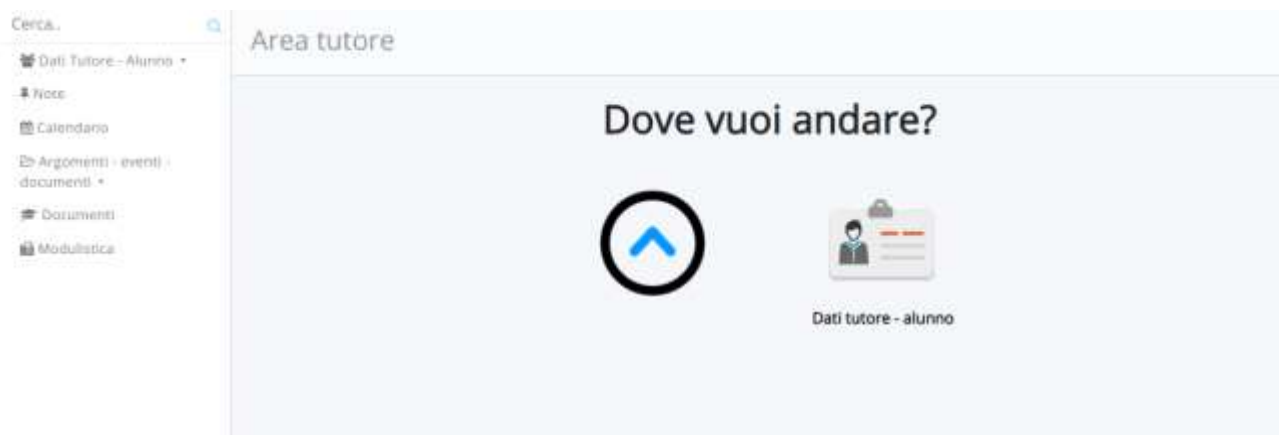 Cerca..
Area tutore
Dati Tutore - Alunno
Note
Calendario
Argomenti - eventi -
documenti
Documenti
Modulistica
Dove vuoi andare?
Dati tutore - alunno